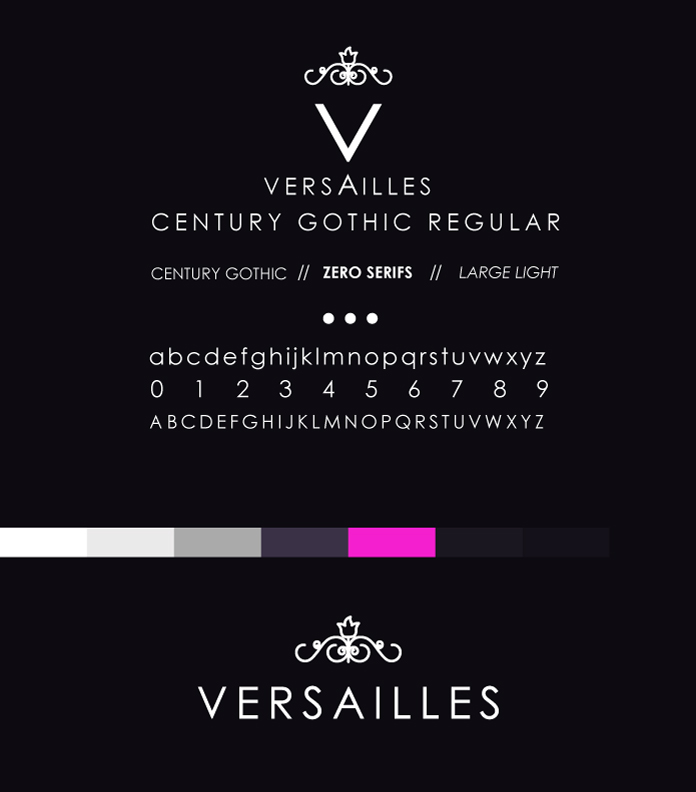 V
VERSAILLES
CENTURY GOTHIC REGULAR
CENTURY GOTHIC // ZERO SERIFS // LARGE LIGHT
abcdefghijklmnopqrstuvwxyz
0 1 2 3 4 5 6 7 8 9
ABCDEFGHIJKLMNOPQRSTUVWXYZ
VERSAILLES